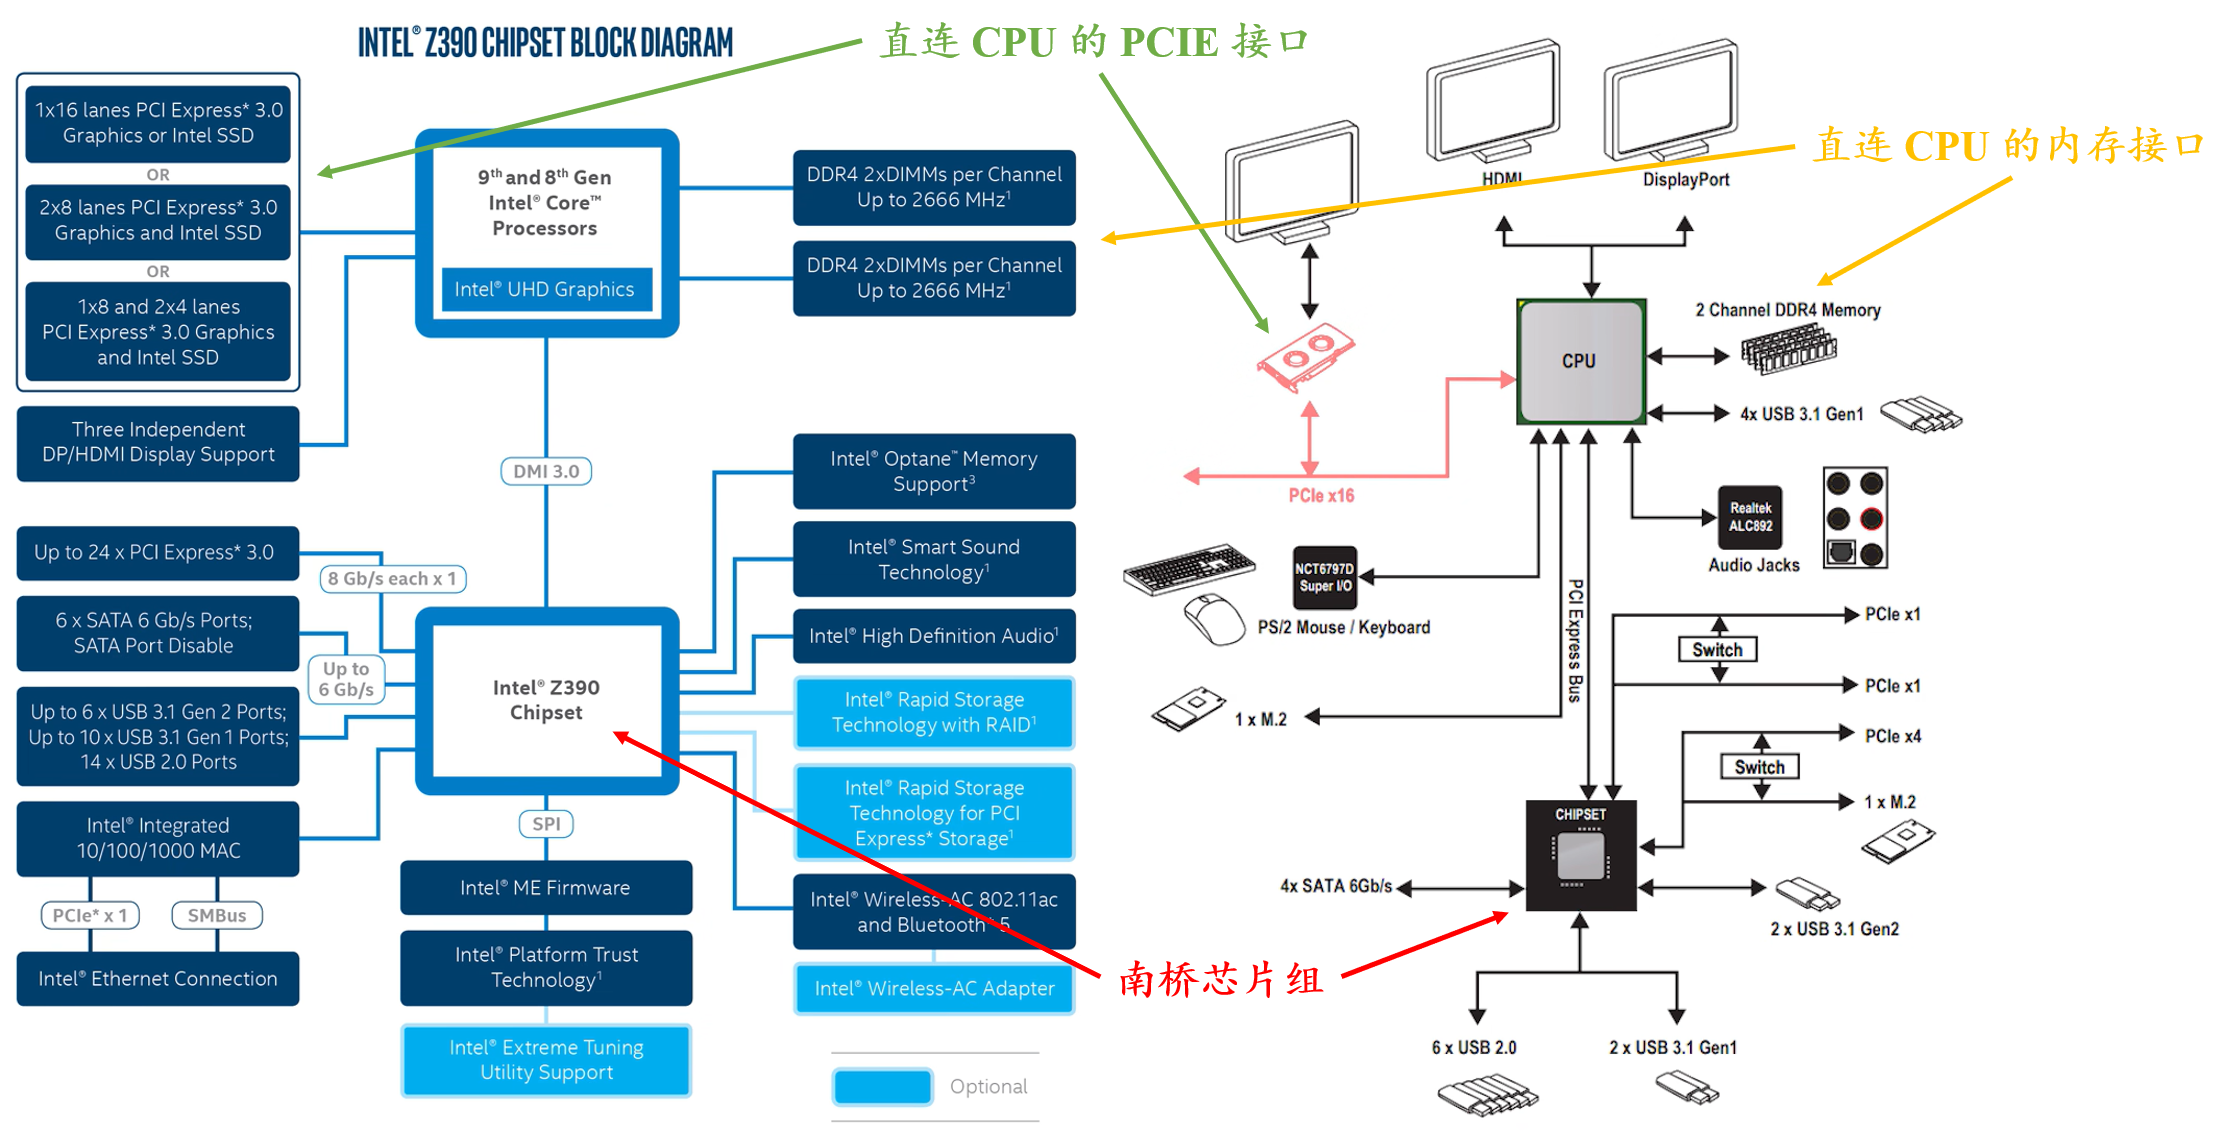 INTEL® Z390 CHIPSET BLOCK DIAGRAM
直连 CPU 的 PCIE 接口
直连 CPU 的内存接口
1x16 lanes PCI Express* 3.0
Graphics or Intel SSD
OR
2x8 lanes PCI Express* 3.0
Graphics and Intel SSD
OR
1x8 and 2x4 lanes
PCI Express* 3.0 Graphics
and Intel SSD
Three Independent
DP/HDMI Display Support
9th and 8th Gen
Intel® Core™
Processors
Intel® UHD Graphics
DDR4 2xDIMMs per Channel
Up to 2666 MHz1
DDR4 2xDIMMs per Channel
Up to 2666 MHz1
DMI 3.0
Up to 24 x PCI Express* 3.0
8 Gb/s each x 1
6 x SATA 6 Gb/s Ports;
SATA Port Disable
Up to
6 Gb/s
Up to 6 x USB 3.1 Gen 2 Ports;
Up to 10 x USB 3.1 Gen 1 Ports;
14 x USB 2.0 Ports
Intel® Integrated
10/100/1000 MAC
PCIe* x 1
SMBus
Intel® Ethernet Connection
Intel® Z390
Chipset
SPI
Intel® ME Firmware
Intel® Platform Trust
Technology1
Intel® Extreme Tuning
Utility Support
Intel® Optane™ Memory
Support3
Intel® Smart Sound
Technology1
Intel® High Definition Audio1
Intel® Rapid Storage
Technology with RAID1
Intel® Rapid Storage
Technology for PCI
Express* Storage1
Intel® Wireless-AC 802.11ac
and Bluetooth* 5
Intel® Wireless-AC Adapter
Optional
南桥芯片组
HDMI
DisplayPort
CPU
2 Channel DDR4 Memory
4x USB 3.1 Gen1
PCIe x16
Realtek
ALC892
Audio Jacks
NCT6797D
Super I/O
PS/2 Mouse / Keyboard
1 x M.2
PCI Express Bus
PCIe x1
Switch
PCIe x1
PCIe x4
Switch
1 x M.2
CHIPSET
4x SATA 6Gb/s
2 x USB 3.1 Gen2
6 x USB 2.0
2 x USB 3.1 Gen1